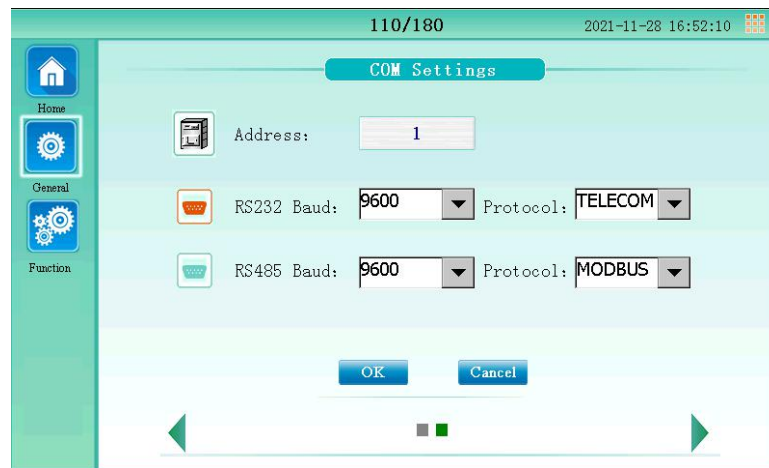 110/180 2021-11-28 16:52:10
COM Settings
Home
Address: 1
General
RS232 Baud: 9600 Protocol: TELECOM
Function
RS485 Baud: 9600 Protocol: MODBUS
OK Cancel